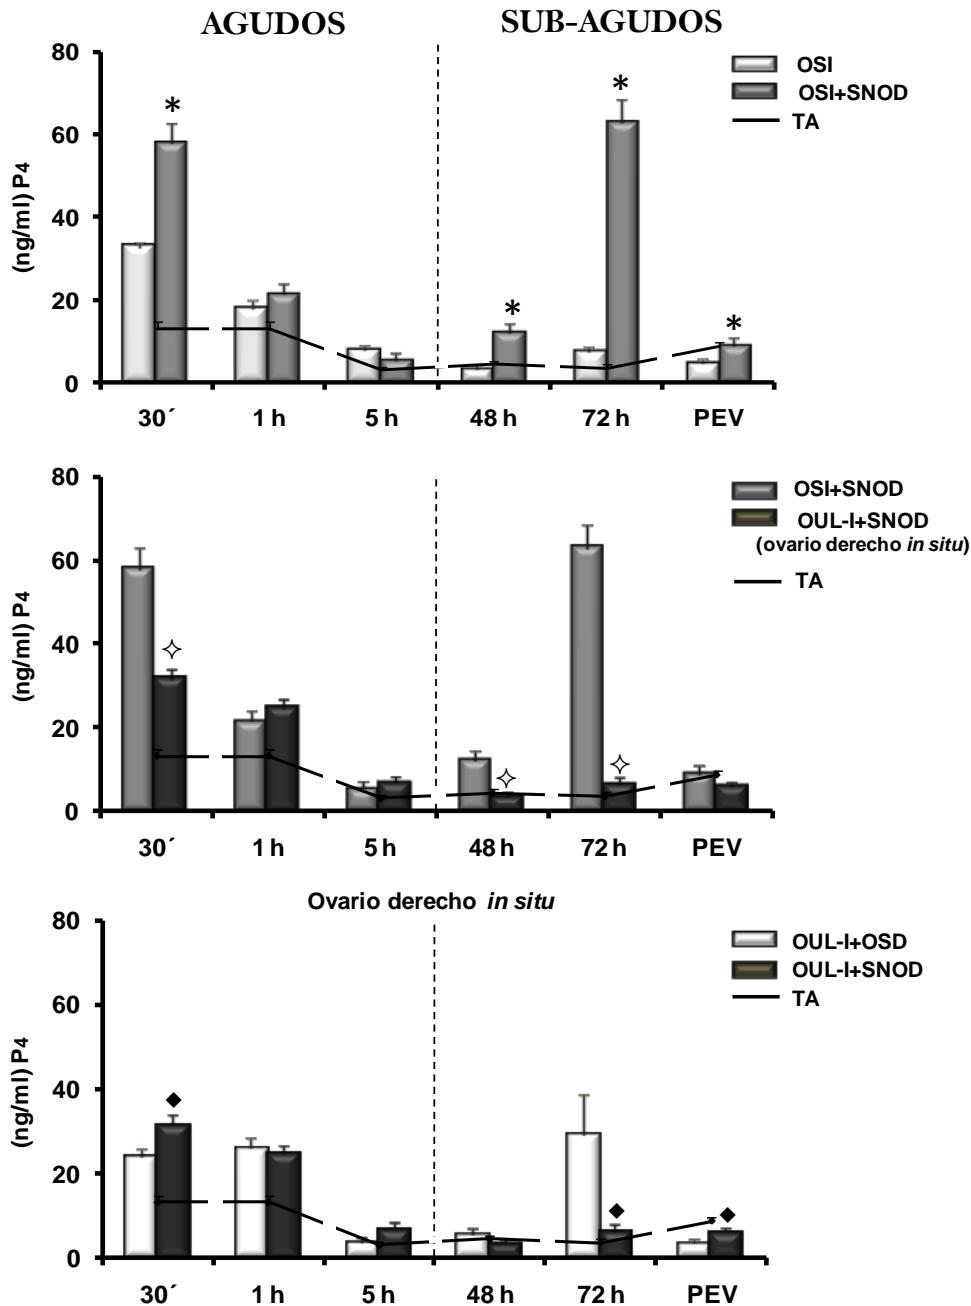 AGUDOS
SUB-AGUDOS
80
60
40
20
0
(ng/ml) P4
OSI
OSI+SNOD
TA
*
*
*
*
30´
1 h
5 h
48 h
72 h
PEV
80
60
40
20
0
(ng/ml) P4
OSI+SNOD
OUL-I+SNOD
(ovario derecho in situ)
TA
30´
1 h
5 h
48 h
72 h
PEV
Ovario derecho in situ
80
60
40
20
0
(ng/ml) P4
OUL-I+OSD
OUL-I+SNOD
TA
30´
1 h
5 h
48 h
72 h
PEV